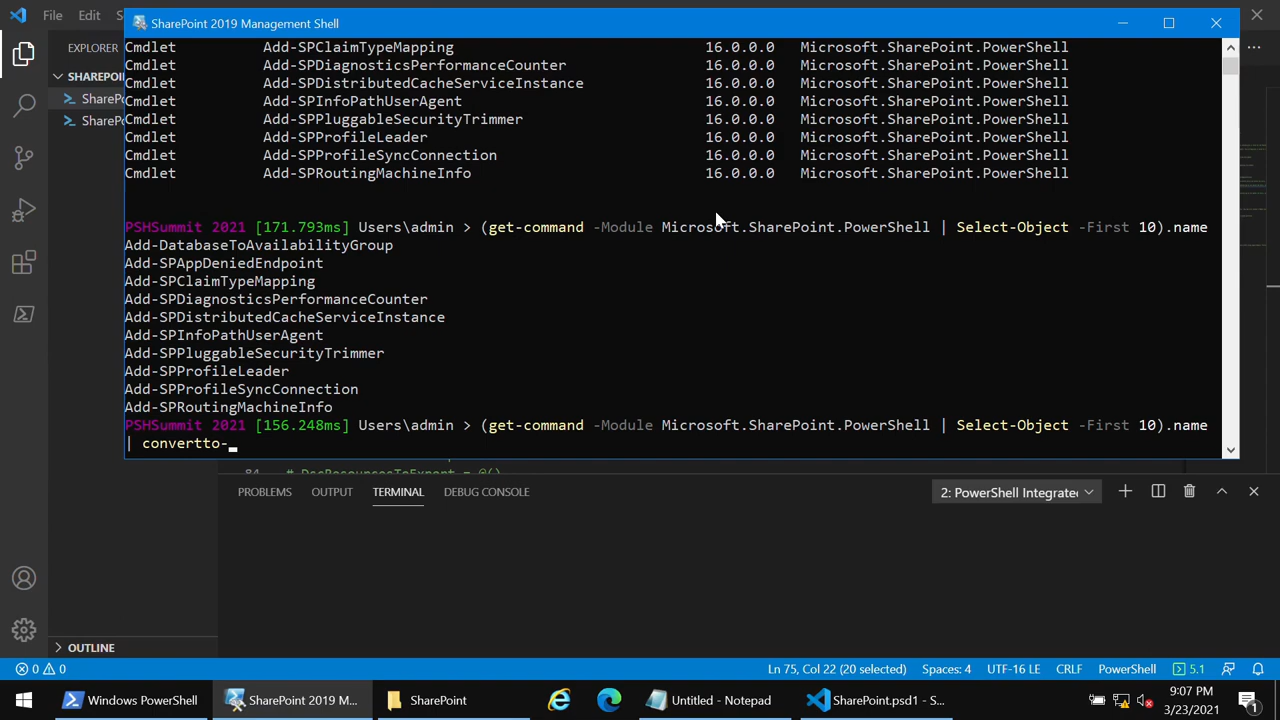 File Edit S
SharePoint 2019 Management Shell
EXPLORER
SHAREPOINT
ShareP
ShareP
Cmdlet Add-SPClaimTypeMapping 16.0.0.0 Microsoft.SharePoint.PowerShell
Cmdlet Add-SPDiagnosticsPerformanceCounter 16.0.0.0 Microsoft.SharePoint.PowerShell
Cmdlet Add-SPDistributedCacheServiceInstance 16.0.0.0 Microsoft.SharePoint.PowerShell
Cmdlet Add-SPInfoPathUserAgent 16.0.0.0 Microsoft.SharePoint.PowerShell
Cmdlet Add-SPPluggableSecurityTrimmer 16.0.0.0 Microsoft.SharePoint.PowerShell
Cmdlet Add-SPProfileLeader 16.0.0.0 Microsoft.SharePoint.PowerShell
Cmdlet Add-SPProfileSyncConnection 16.0.0.0 Microsoft.SharePoint.PowerShell
Cmdlet Add-SPRoutingMachineInfo 16.0.0.0 Microsoft.SharePoint.PowerShell
PSHSummit 2021 [171.793ms] Users\admin > (get-command -Module Microsoft.SharePoint.PowerShell | Select-Object -First 10).name
Add-DatabaseToAvailabilityGroup
Add-SPAppDeniedEndpoint
Add-SPClaimTypeMapping
Add-SPDiagnosticsPerformanceCounter
Add-SPDistributedCacheServiceInstance
Add-SPInfoPathUserAgent
Add-SPPluggableSecurityTrimmer
Add-SPProfileLeader
Add-SPProfileSyncConnection
Add-SPRoutingMachineInfo
PSHSummit 2021 [156.248ms] Users\admin > (get-command -Module Microsoft.SharePoint.PowerShell | Select-Object -First 10).name
| convertto-_
84 # DscResourcesToExport = @()
PROBLEMS OUTPUT TERMINAL DEBUG CONSOLE 2: PowerShell Integrate
OUTLINE
0 0 Ln 75, Col 22 (20 selected) Spaces: 4 UTF-16 LE CRLF PowerShell 5.1
Windows PowerShell SharePoint 2019 M... SharePoint Untitled - Notepad SharePoint.psd1 - S...
9:07 PM
3/23/2021
1